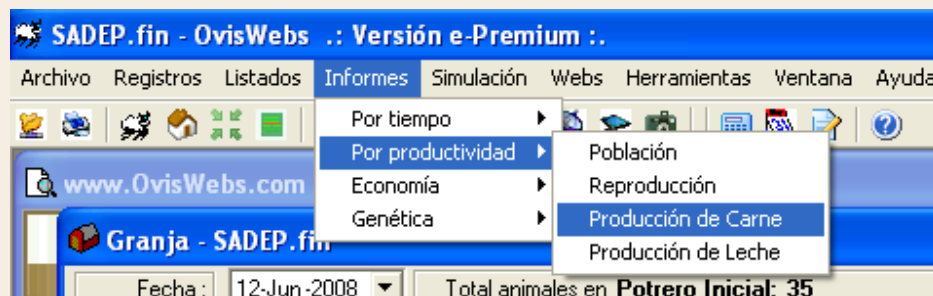 SADEP.fin - OvisWebs .: Versión e-Premium :.
Archivo Registros Listados Informes Simulación Webs Herramientas Ventana Ayuda
Por tiempo
Por productividad
Economía
Genética
Población
Reproducción
Producción de Carne
Producción de Leche
www.OvisWebs.com
Granja - SADEP.fin
Fecha : 12-Jun-2008 Total animales en Potrero Inicial: 35